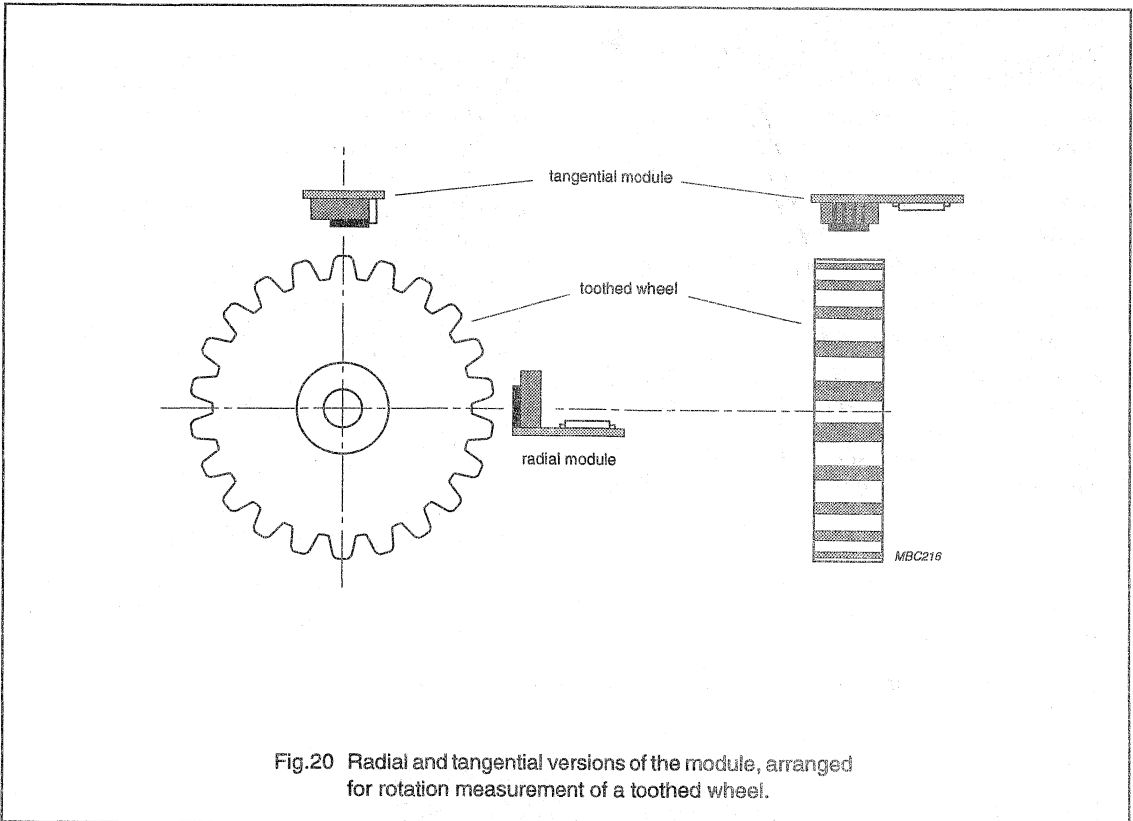 tangential module
toothed wheel
radial module
MBC216
Fig.20 Radial and tangential versions of the module, arranged
for rotation measurement of a toothed wheel.